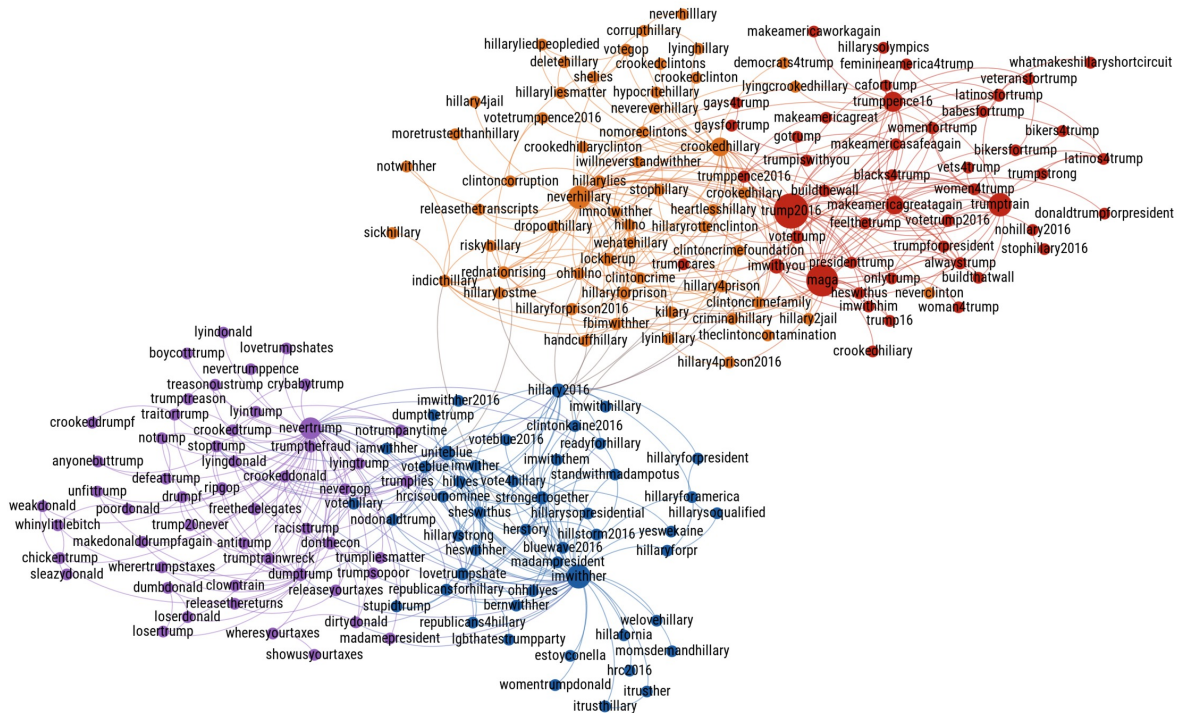 neverhilllary
corrupthillary
makeamericaworkagain
hillaryliedpeopledied
votegop
lyinghillary
hillarysolympics
deletehillary
crookedclintons
democrats4trump
femineamerica4trump
whatmakeshillaryshortcircuit
shelies
crookedclinton
veteransfortrump
hillaryliesmatter
hypocritehillary
lyingcrookedhillary
cafortrump
latinosfortrump
hillary4jail
nevereverhillary
gays4trump
trumppence16
babesfortrump
votetrumppence2016
makeamericagreat
moretrustedthanhillary
nomoreclintons
gaysfortrump
womenfortrump
bikers4trump
crookedhillaryclinton
crookedhillary
gotrump
makeamericasafeagain
bikersfortrump
iwillneverstandwithher
trumpiswithyou
latinos4trump
notwithher
vets4trump
clintoncorruption
hillarylies
trumppence2016
blacks4trump
trumpstrong
neverhillary
stophillary
crookedhilary
buildthewall
women4trump
releasethetranscripts
imnotwithher
heartlesshillary
trump2016
makeamericagreatagain
trumptrain
donaldtrumpforpresident
dropouthillary
hillno
hillaryrottenclinton
feelthetrump
votetrump2016
nohillary2016
sickhillary
wehatehillary
votetrump
riskyhillary
clintoncrimefoundation
trumpforpresident
stophillary2016
lockherup
trumpcares
presidenttrump
alwaystrump
rednationrising
ohhillno
imwithyou
indicthillary
clintoncrime
maga
onlytrump
buildthatwall
hillarylostme
hillaryforprison
hillary4prison
heswithus
neverclinton
hillaryforprison2016
killary
clintoncrimefamily
imwithhim
woman4trump
fbimwithher
criminalhillary
hillary2jail
trump16
handcuffhillary
lyinhillary
theclintoncontamination
lyindonald
crookedhiliary
boycotttrump
lovetrumpshates
hillary4prison2016
nevertrumppence
treasonoustrump
crybabytrump
hillary2016
trumptreason
imwithher2016
imwithhillary
traitortrump
lyintrump
dumpthetrump
crookeddrumpf
crookedtrump
nevertrump
notrumpanytime
clintonkaine2016
notrump
trumpthefraud
voteblue2016
readyforhillary
stoptrump
iamwithher
uniteblue
anyonebuttrump
lyingdonald
lyingtrump
voteblue
imwither
imwiththem
hillaryforpresident
defeattrump
crookeddonald
trumplies
hillyes
vote4hillary
standwithmadampotus
unfittrump
drumpf
ripgop
nevergop
hrcisournominee
strongertogether
hillaryforamerica
weakdonald
poordonald
freethedelegates
votehillary
sheswithus
hillarysopresidential
hillarysoqualified
whinylittlebitch
trump20never
racisttrump
nodonaldtrump
herstory
hillstorm2016
yeswekaine
makedonalddrumpfagain
antitrump
donthecon
hillarystrong
bluewave2016
hillaryforpr
chickentrump
wherertrumpstaxes
trumptrainwreck
trumpliesmatter
heswithher
madampresident
sleazydonald
dumptrump
trumpsopoor
lovetrumpshate
imwithher
dumbdonald
clowntrain
releaseyourtaxes
republicansforhillary
ohhillyes
releasethereturns
stupidtrump
bernwithher
loserdonald
dirtydonald
republicans4hillary
welovehillary
losertrump
wheresyourtaxes
madamepresident
lgbthatestrumpparty
hillafornia
showusyourtaxes
estoyconella
momsdemandhillary
hrc2016
womentrumpdonald
itrusther
itrusthillary